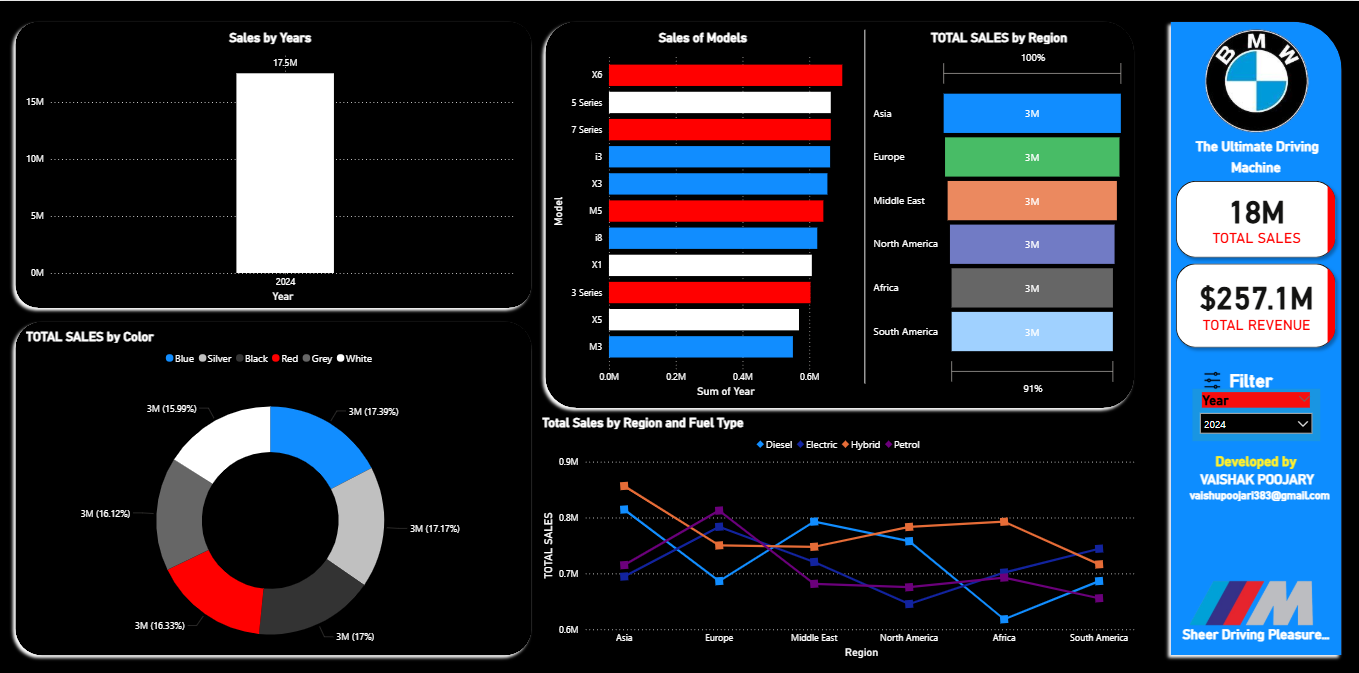 Sales by Years
17.5M
15M
10M
5M
0M
2024
Year
TOTAL SALES by Color
Blue Silver Black Red Grey White
3M (15.99%)
3M (17.39%)
3M (16.12%)
3M (17.17%)
3M (16.33%)
3M (17%)
Sales of Models
Model
X6
5 Series
7 Series
i3
X3
M5
i8
X1
3 Series
X5
M3
0.0M 0.2M 0.4M 0.6M
Sum of Year
TOTAL SALES by Region
100%
Asia 3M
Europe 3M
Middle East 3M
North America 3M
Africa 3M
South America 3M
91%
Total Sales by Region and Fuel Type
Diesel Electric Hybrid Petrol
TOTAL SALES
0.9M
0.8M
0.7M
0.6M
Asia Europe Middle East North America Africa South America
Region
BMW
The Ultimate Driving
Machine
18M
TOTAL SALES
$257.1M
TOTAL REVENUE
Filter
Year
2024
Developed by
VAISHAK POOJARY
vaishupoojari383@gmail.com
M
Sheer Driving Pleasure...